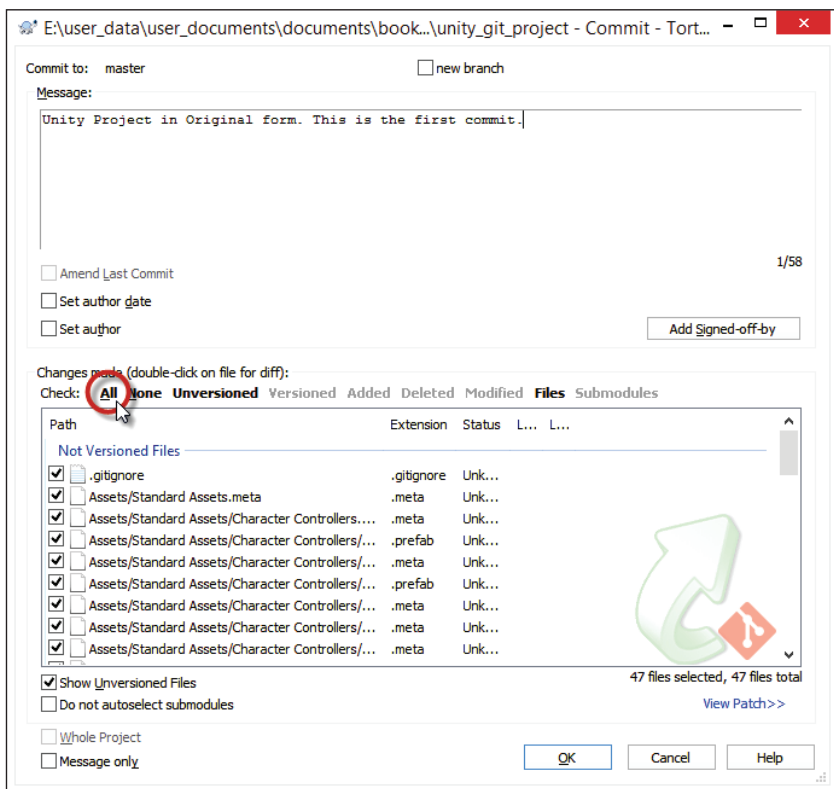 E:\user_data\user_documents\documents\book...\unity_git_project - Commit - Tort...
Commit to: master new branch
Message:
Unity Project in Original form. This is the first commit.
1/58
Amend Last Commit
Set author date
Set author Add Signed-off-by
Changes made (double-click on file for diff):
Check: All None Unversioned Versioned Added Deleted Modified Files Submodules
Path Extension Status L... L...
Not Versioned Files
.gitignore .gitignore Unk...
Assets/Standard Assets.meta .meta Unk...
Assets/Standard Assets/Character Controllers.... .meta Unk...
Assets/Standard Assets/Character Controllers/... .prefab Unk...
Assets/Standard Assets/Character Controllers/... .meta Unk...
Assets/Standard Assets/Character Controllers/... .prefab Unk...
Assets/Standard Assets/Character Controllers/... .meta Unk...
Assets/Standard Assets/Character Controllers/... .meta Unk...
Assets/Standard Assets/Character Controllers/... .meta Unk...
Show Unversioned Files 47 files selected, 47 files total
Do not autoselect submodules View Patch>>
Whole Project
Message only OK Cancel Help